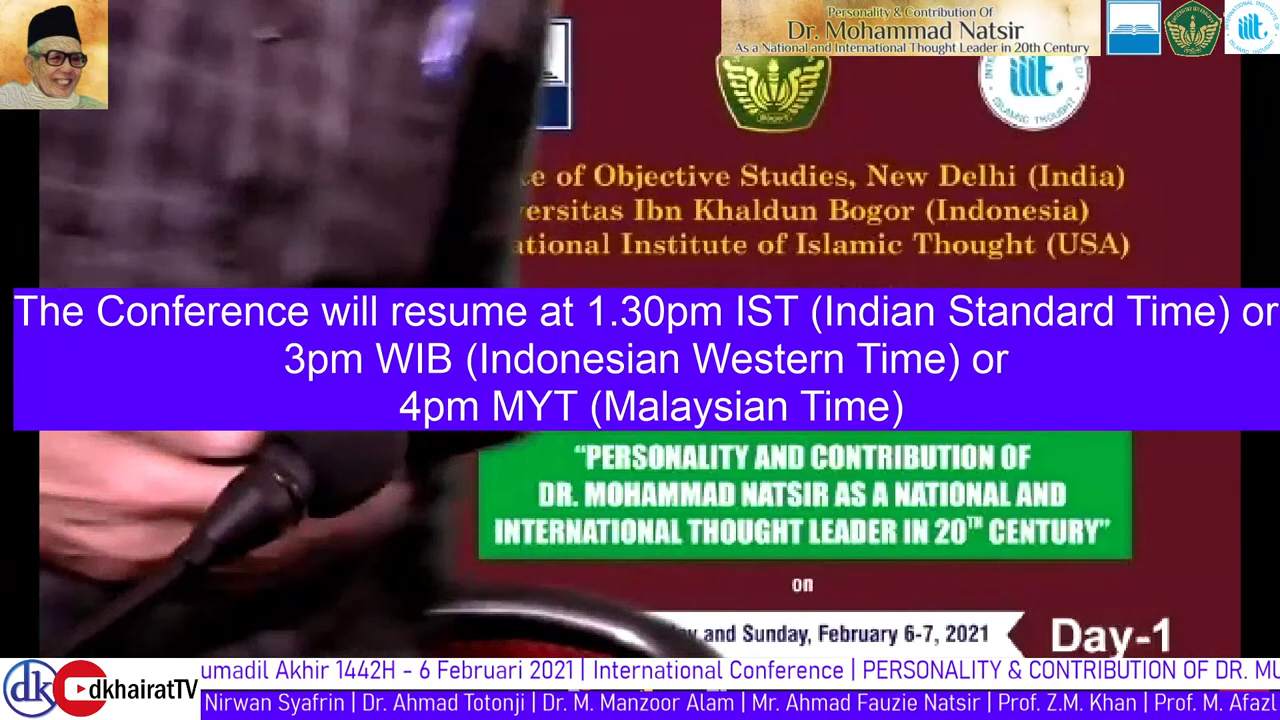 Personality & Contribution Of
Dr. Mohammad Natsir
As a National and International Thought Leader in 20th Century
of Objective Studies, New Delhi (India)
Ibn Khaldun Bogor (Indonesia)
Institute of Islamic Thought (USA)
The Conference will resume at 1.30pm IST (Indian Standard Time) or
3pm WIB (Indonesian Western Time) or
4pm MYT (Malaysian Time)
"PERSONALITY AND CONTRIBUTION OF
DR. MOHAMMAD NATSIR AS A NATIONAL AND
INTERNATIONAL THOUGHT LEADER IN 20TH CENTURY"
on
and Sunday, February 6-7, 2021
Day-1
dk dkhairatTV
umadil Akhir 1442H - 6 Februari 2021 | International Conference | PERSONALITY & CONTRIBUTION OF DR.
Nirwan Syafrin | Dr. Ahmad Totonji | Dr. M. Manzoor Alam | Mr. Ahmad Fauzie Natsir | Prof. Z.M. Khan | Prof. M. Afazl